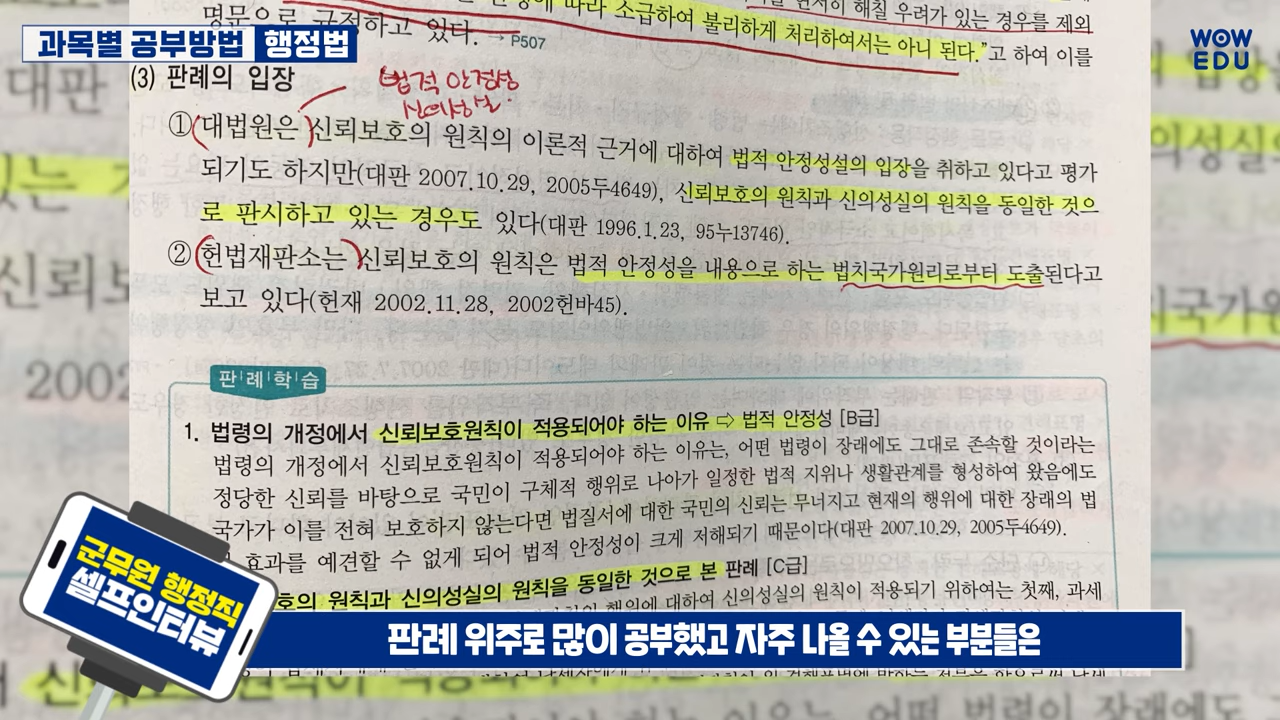 과목별 공부방법 행정법
WOW
EDU
따라 소급하여 불리하게 처리하여서는 아니 된다."고 하여 이를
해칠 우려가 있는 경우를 제외
명문으로 규정하고 있다. → P507
(3) 판례의 입장
법적 안정성
신의성실
① (대법원은) 신뢰보호의 원칙의 이론적 근거에 대하여 법적 안정성설의 입장을 취하고 있다고 평가
되기도 하지만(대판 2007.10.29, 2005두4649), 신뢰보호의 원칙과 신의성실의 원칙을 동일한 것으
로 판시하고 있는 경우도 있다(대판 1996.1.23, 95누13746).
② (헌법재판소는) 신뢰보호의 원칙은 법적 안정성을 내용으로 하는 법치국가원리로부터 도출된다고
보고 있다(헌재 2002.11.28, 2002헌바45).
판례학습
1. 법령의 개정에서 신뢰보호원칙이 적용되어야 하는 이유 ⇨ 법적 안정성 [B급]
법령의 개정에서 신뢰보호원칙이 적용되어야 하는 이유는, 어떤 법령이 장래에도 그대로 존속할 것이라는
정당한 신뢰를 바탕으로 국민이 구체적 행위로 나아가 일정한 법적 지위나 생활관계를 형성하여 왔음에도
국가가 이를 전혀 보호하지 않는다면 법질서에 대한 국민의 신뢰는 무너지고 현재의 행위에 대한 장래의 법
효과를 예견할 수 없게 되어 법적 안정성이 크게 저해되기 때문이다(대판 2007.10.29, 2005두4649).
호의 원칙과 신의성실의 원칙을 동일한 것으로 본 판례 [C급]
행위에 대하여 신의성실의 원칙이 적용되기 위하여는 첫째, 과세
군무원 행정직
셀프인터뷰
판례 위주로 많이 공부했고 자주 나올 수 있는 부분들은